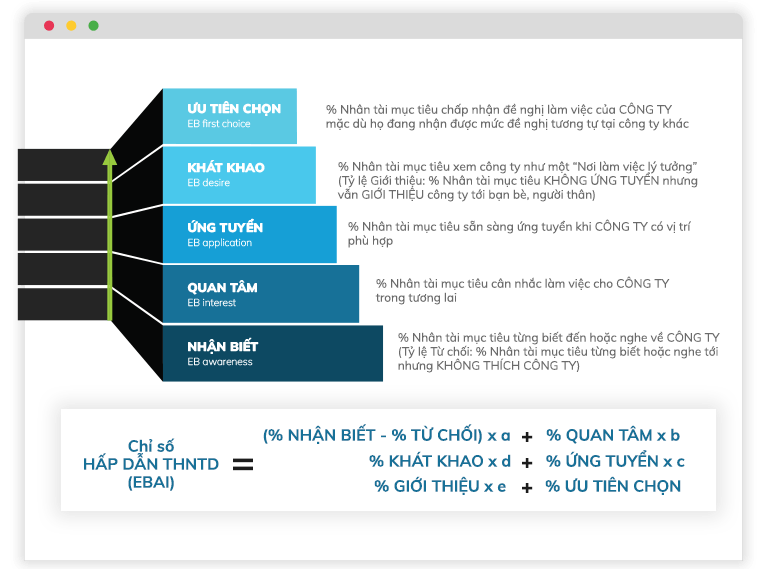 ƯU TIÊN CHỌN
EB first choice
% Nhân tài mục tiêu chấp nhận đề nghị làm việc của CÔNG TY
mặc dù họ đang nhận được mức đề nghị tương tự tại công ty khác
KHÁT KHAO
EB desire
% Nhân tài mục tiêu xem công ty như một “Nơi làm việc lý tưởng”
(Tỷ lệ Giới thiệu: % Nhân tài mục tiêu KHÔNG ỨNG TUYỂN nhưng
vẫn GIỚI THIỆU công ty tới bạn bè, người thân)
ỨNG TUYỂN
EB application
% Nhân tài mục tiêu sẵn sàng ứng tuyển khi CÔNG TY có vị trí
phù hợp
QUAN TÂM
EB interest
% Nhân tài mục tiêu cân nhắc làm việc cho CÔNG TY
trong tương lai
NHẬN BIẾT
EB awareness
% Nhân tài mục tiêu từng biết đến hoặc nghe về CÔNG TY
(Tỷ lệ Từ chối: % Nhân tài mục tiêu từng biết hoặc nghe tới
nhưng KHÔNG THÍCH CÔNG TY)
Chỉ số
HẤP DẪN THNTD
(EBAI)
=
(% NHẬN BIẾT - % TỪ CHỐI) x a + % QUAN TÂM x b
% KHÁT KHAO x d + % ỨNG TUYỂN x c
% GIỚI THIỆU x e + % ƯU TIÊN CHỌN